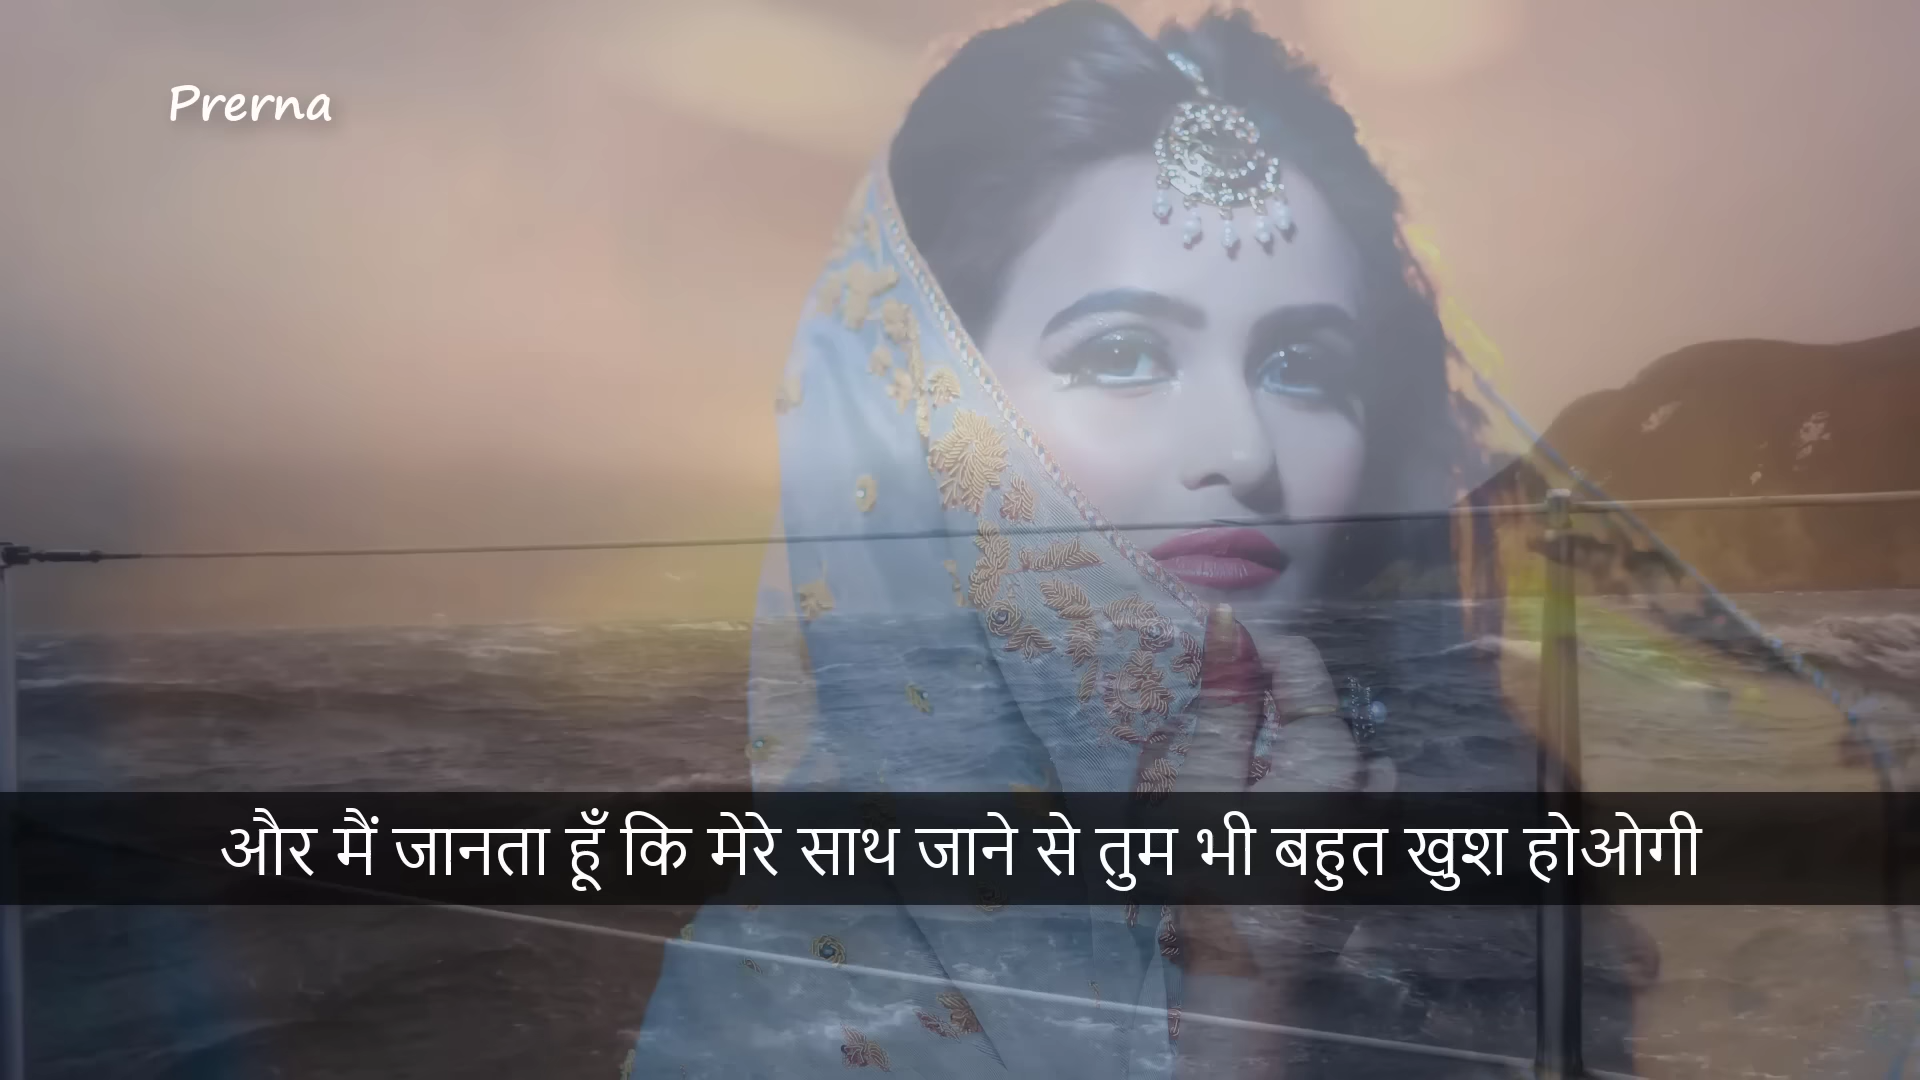 Prerna
और मैं जानता हूँ कि मेरे साथ जाने से तुम भी बहुत खुश होओगी